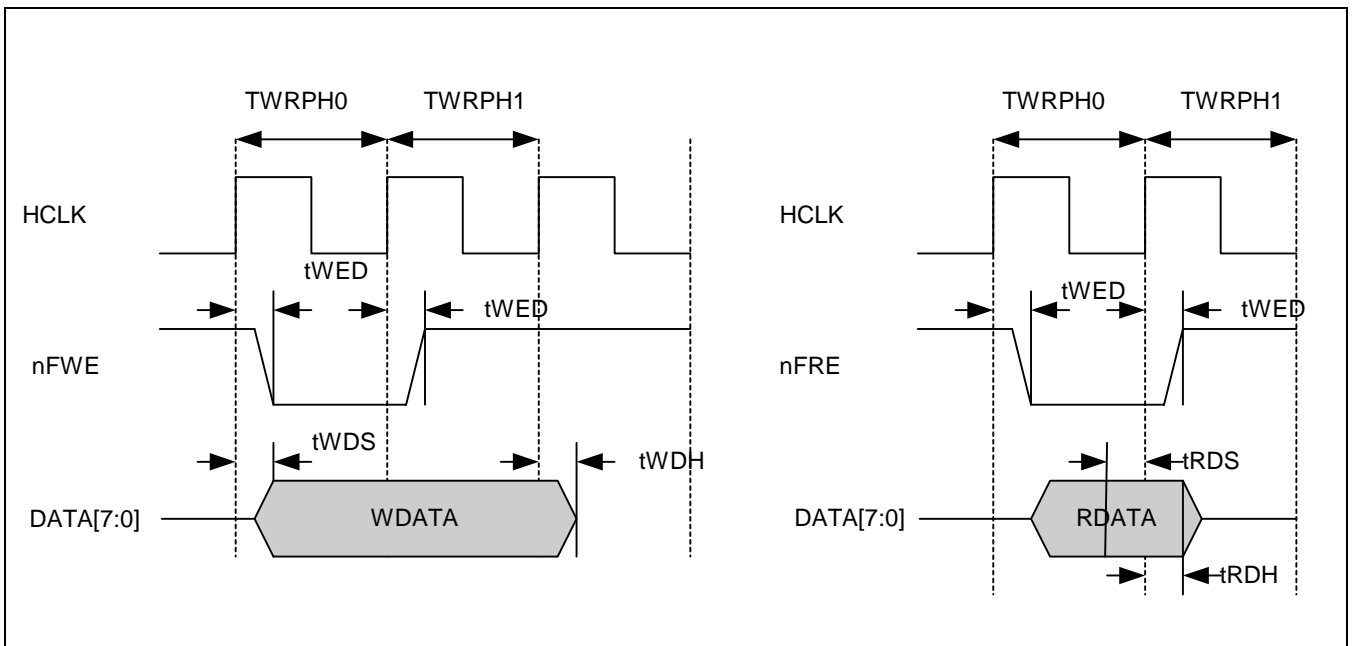 TWRPH0 TWRPH1
HCLK
tWED
tWED
nFWE
tWDS
tWDH
DATA[7:0]
WDATA
TWRPH0 TWRPH1
HCLK
tWED
tWED
nFRE
tRDS
DATA[7:0]
RDATA
tRDH